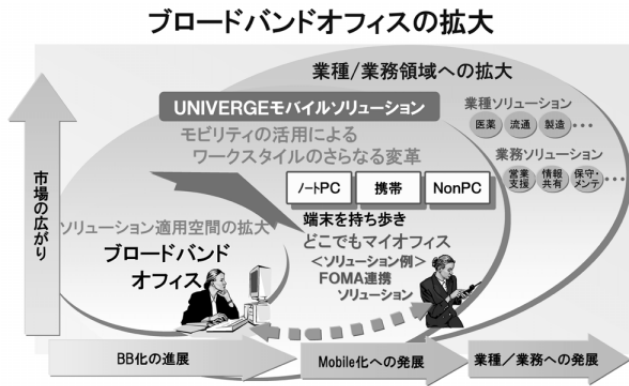 ブロードバンドオフィスの拡大
業種/業務領域への拡大
UNIVERGEモバイルソリューション
業種ソリューション
医薬 流通 製造 •••
モビリティの活用による
ワークスタイルのさらなる変革
業務ソリューション
営業
支援
情報
共有
保守・
メンテ
•••
ノートPC 携帯 NonPC
市場の広がり
端末を持ち歩き
どこでもマイオフィス
<ソリューション例>
FOMA連携
ソリューション
ソリューション適用空間の拡大
ブロードバンド
オフィス
BB化の進展
Mobile化への発展
業種/業務への発展